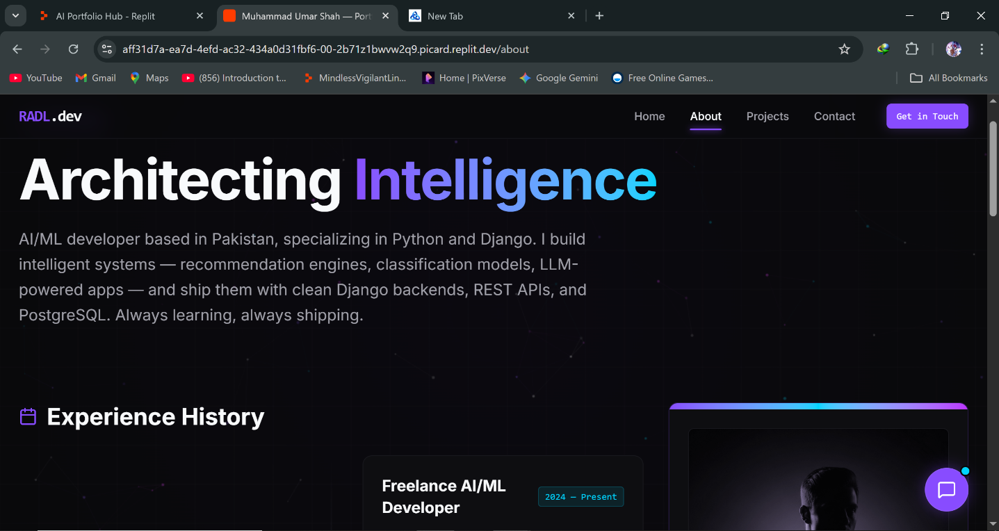 AI Portfolio Hub - Replit
Muhammad Umar Shah — Port
New Tab
aff31d7a-ea7d-4efd-ac32-434a0d31fbf6-00-2b71z1bwvw2q9.picard.replit.dev/about
YouTube
Gmail
Maps
(856) Introduction t...
MindlessVigilantLin...
Home | PixVerse
Google Gemini
Free Online Games...
All Bookmarks
RADL.dev
Home
About
Projects
Contact
Get in Touch
Architecting Intelligence
AI/ML developer based in Pakistan, specializing in Python and Django. I build
intelligent systems — recommendation engines, classification models, LLM-
powered apps — and ship them with clean Django backends, REST APIs, and
PostgreSQL. Always learning, always shipping.
Experience History
Freelance AI/ML
Developer
2024 — Present